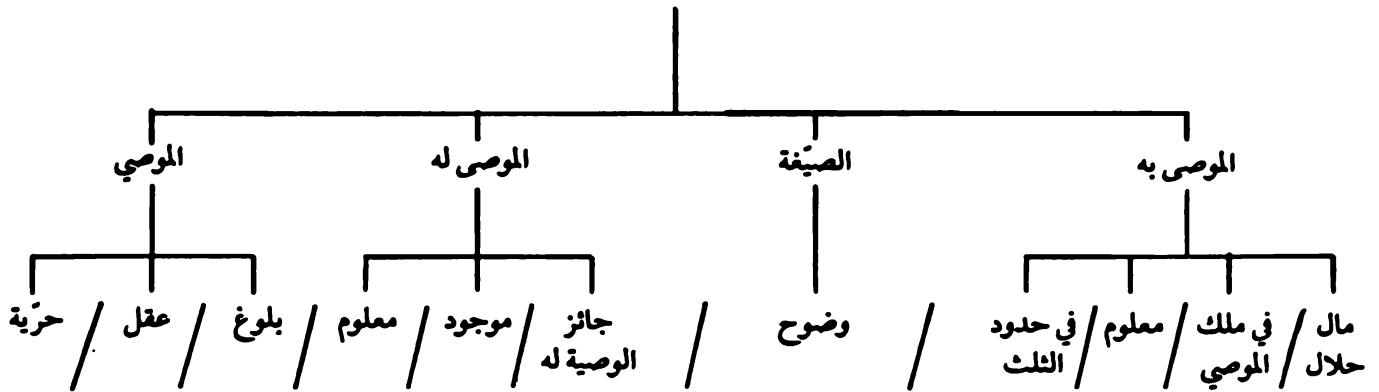 الموصى به
الصيّغة
الموصى له
الموصي
مال
حلال
في ملك
الموصي
معلوم
في حدود
الثلث
وضوح
جائز
الوصية له
موجود
معلوم
بلوغ
عقل
حرّية